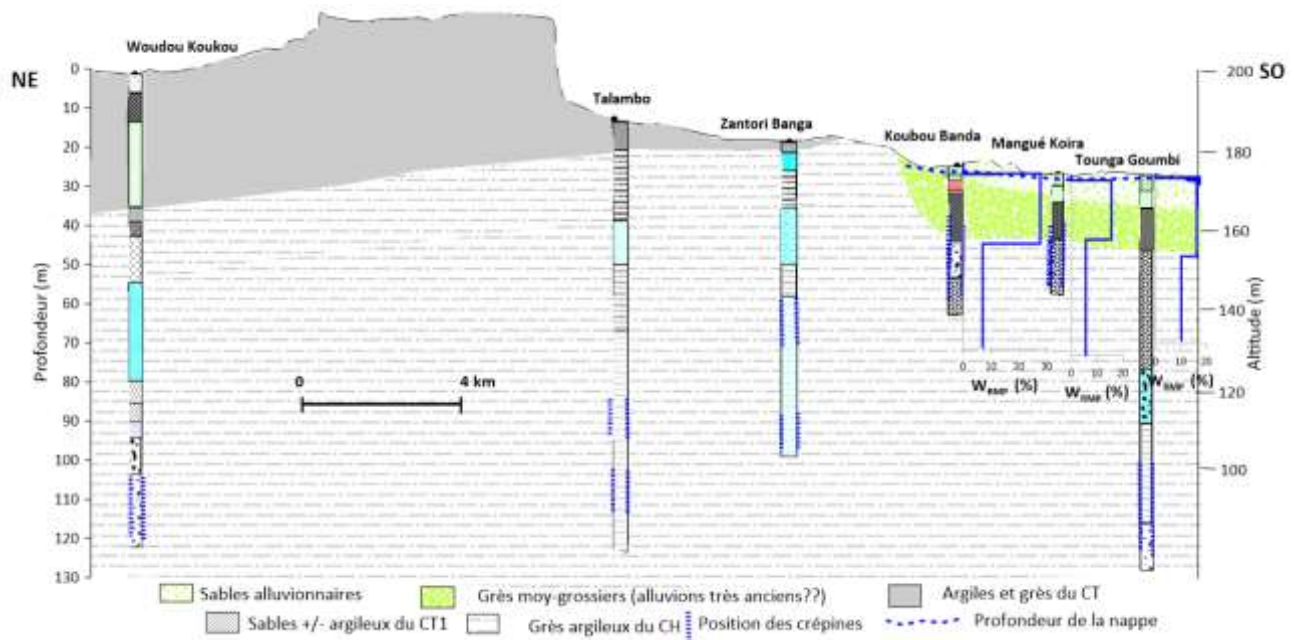 Woudou Koukou
NE
SO
Talambo
Zantori Banga
Koubou Banda
Mangué Koira
Tounga Goumbi
Profondeur (m)
0
10
20
30
40
50
60
70
80
90
100
110
120
130
Altitude (m)
200
180
160
140
120
100
0 4 km
0 10 20 30
W_RMP (%)
0 10 20
W_RMP (%)
0 10 20
W_RMP (%)
Sables alluvionnaires
Grès moy-grossiers (alluvions très anciens??)
Argiles et grès du CT
Sables +/- argileux du CT1
Grès argileux du CH
Position des crépines
Profondeur de la nappe